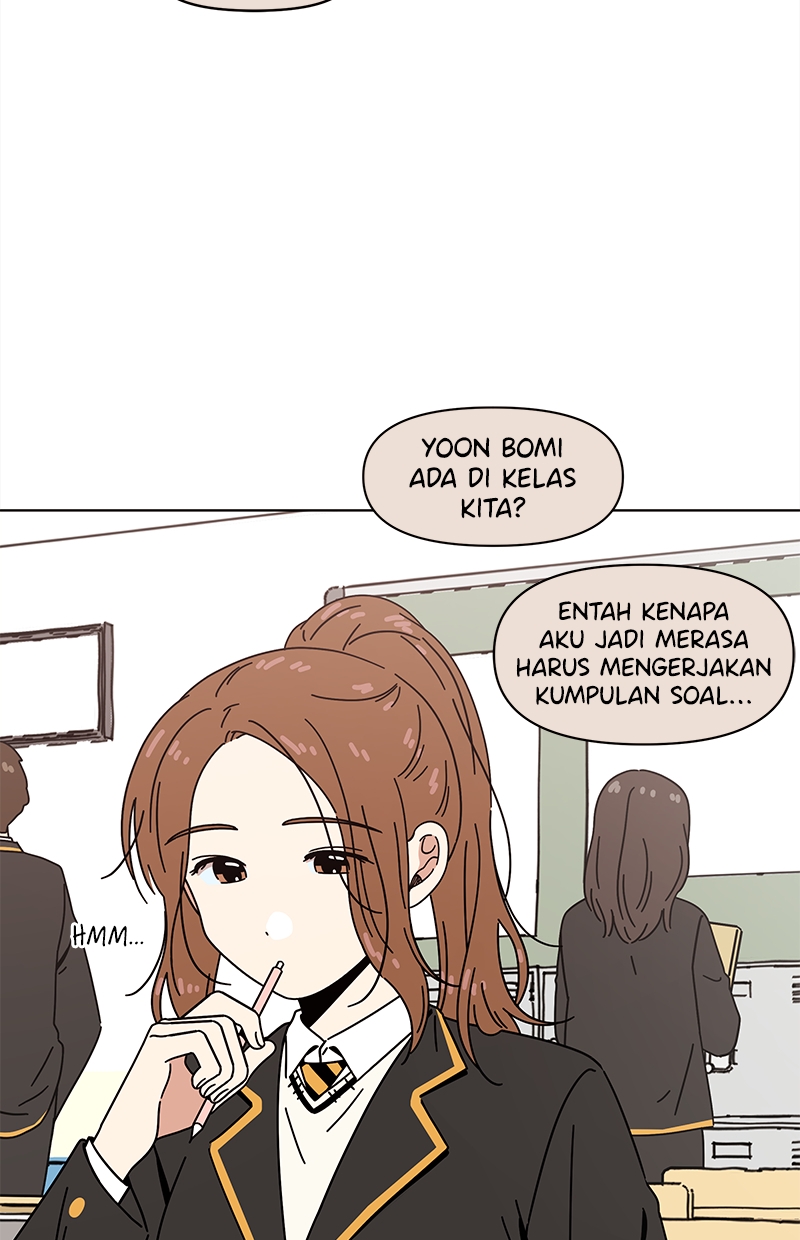 YOON BOMI
ADA DI KELAS
KITA?
ENTAH KENAPA
AKU JADI MERASA
HARUS MENGERJAKAN
KUMPULAN SOAL...
HMM...